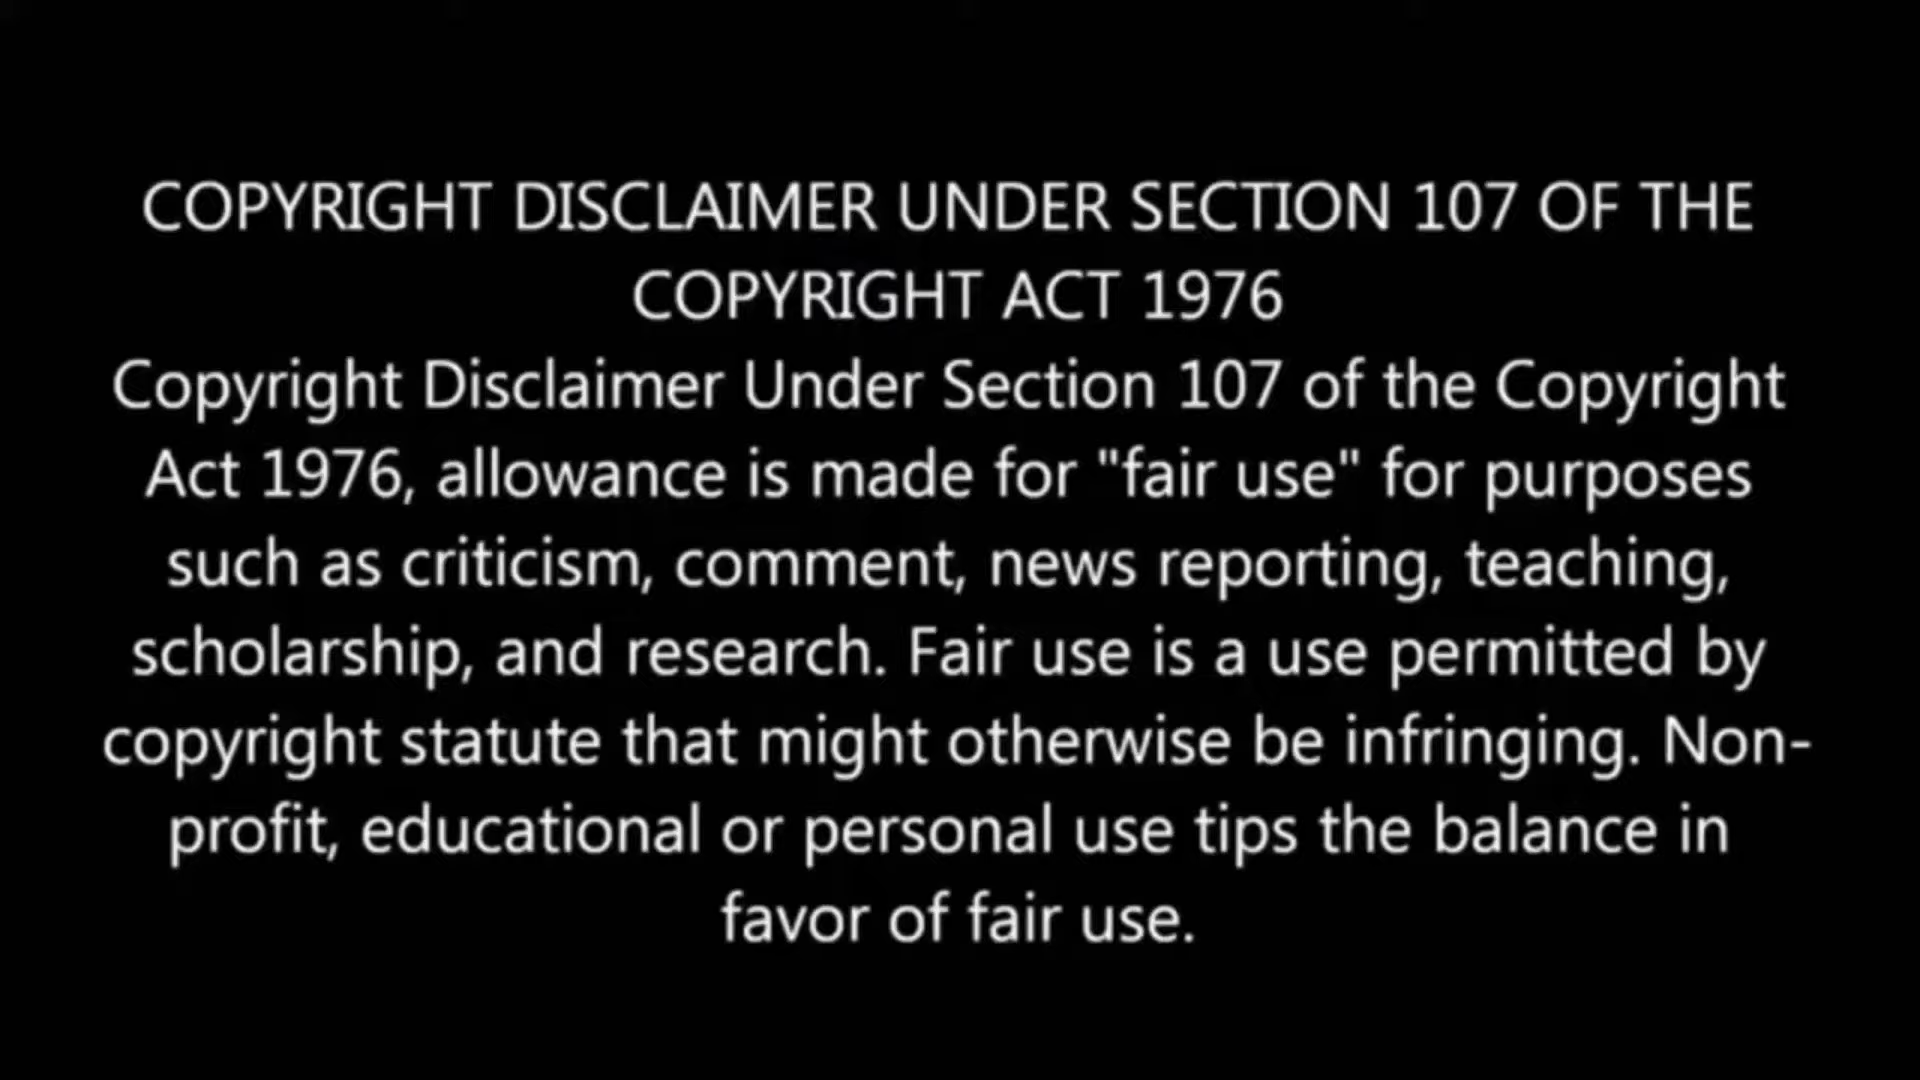 COPYRIGHT DISCLAIMER UNDER SECTION 107 OF THE
COPYRIGHT ACT 1976
Copyright Disclaimer Under Section 107 of the Copyright
Act 1976, allowance is made for "fair use" for purposes
such as criticism, comment, news reporting, teaching,
scholarship, and research. Fair use is a use permitted by
copyright statute that might otherwise be infringing. Non-
profit, educational or personal use tips the balance in
favor of fair use.